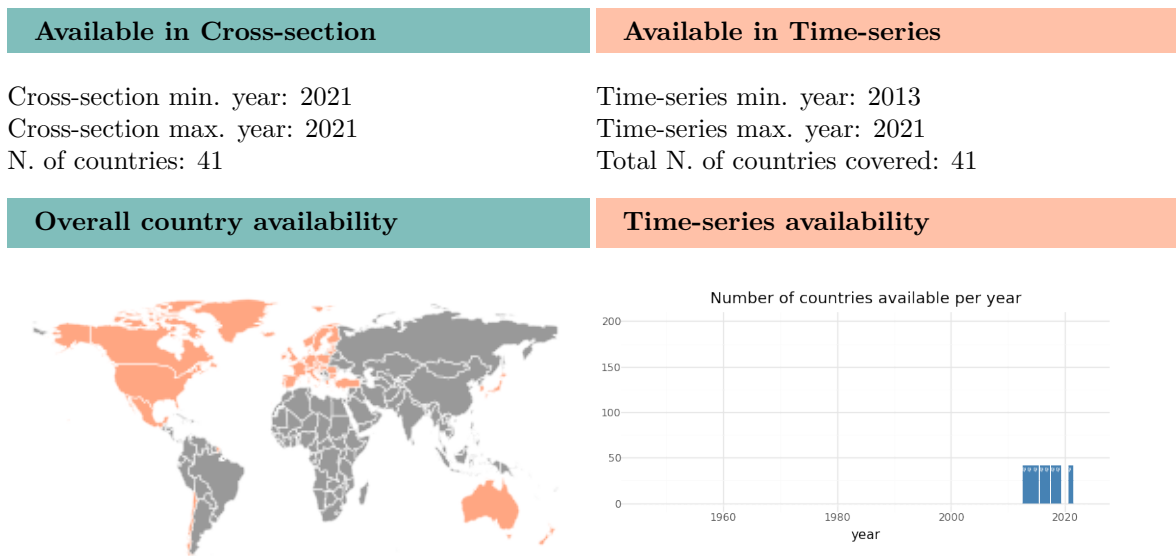 Available in Cross-section
Available in Time-series
Cross-section min. year: 2021
Cross-section max. year: 2021
N. of countries: 41
Time-series min. year: 2013
Time-series max. year: 2021
Total N. of countries covered: 41
Overall country availability
Time-series availability
Number of countries available per year
200
150
100
50
0
1960
1980
2000
2020
year